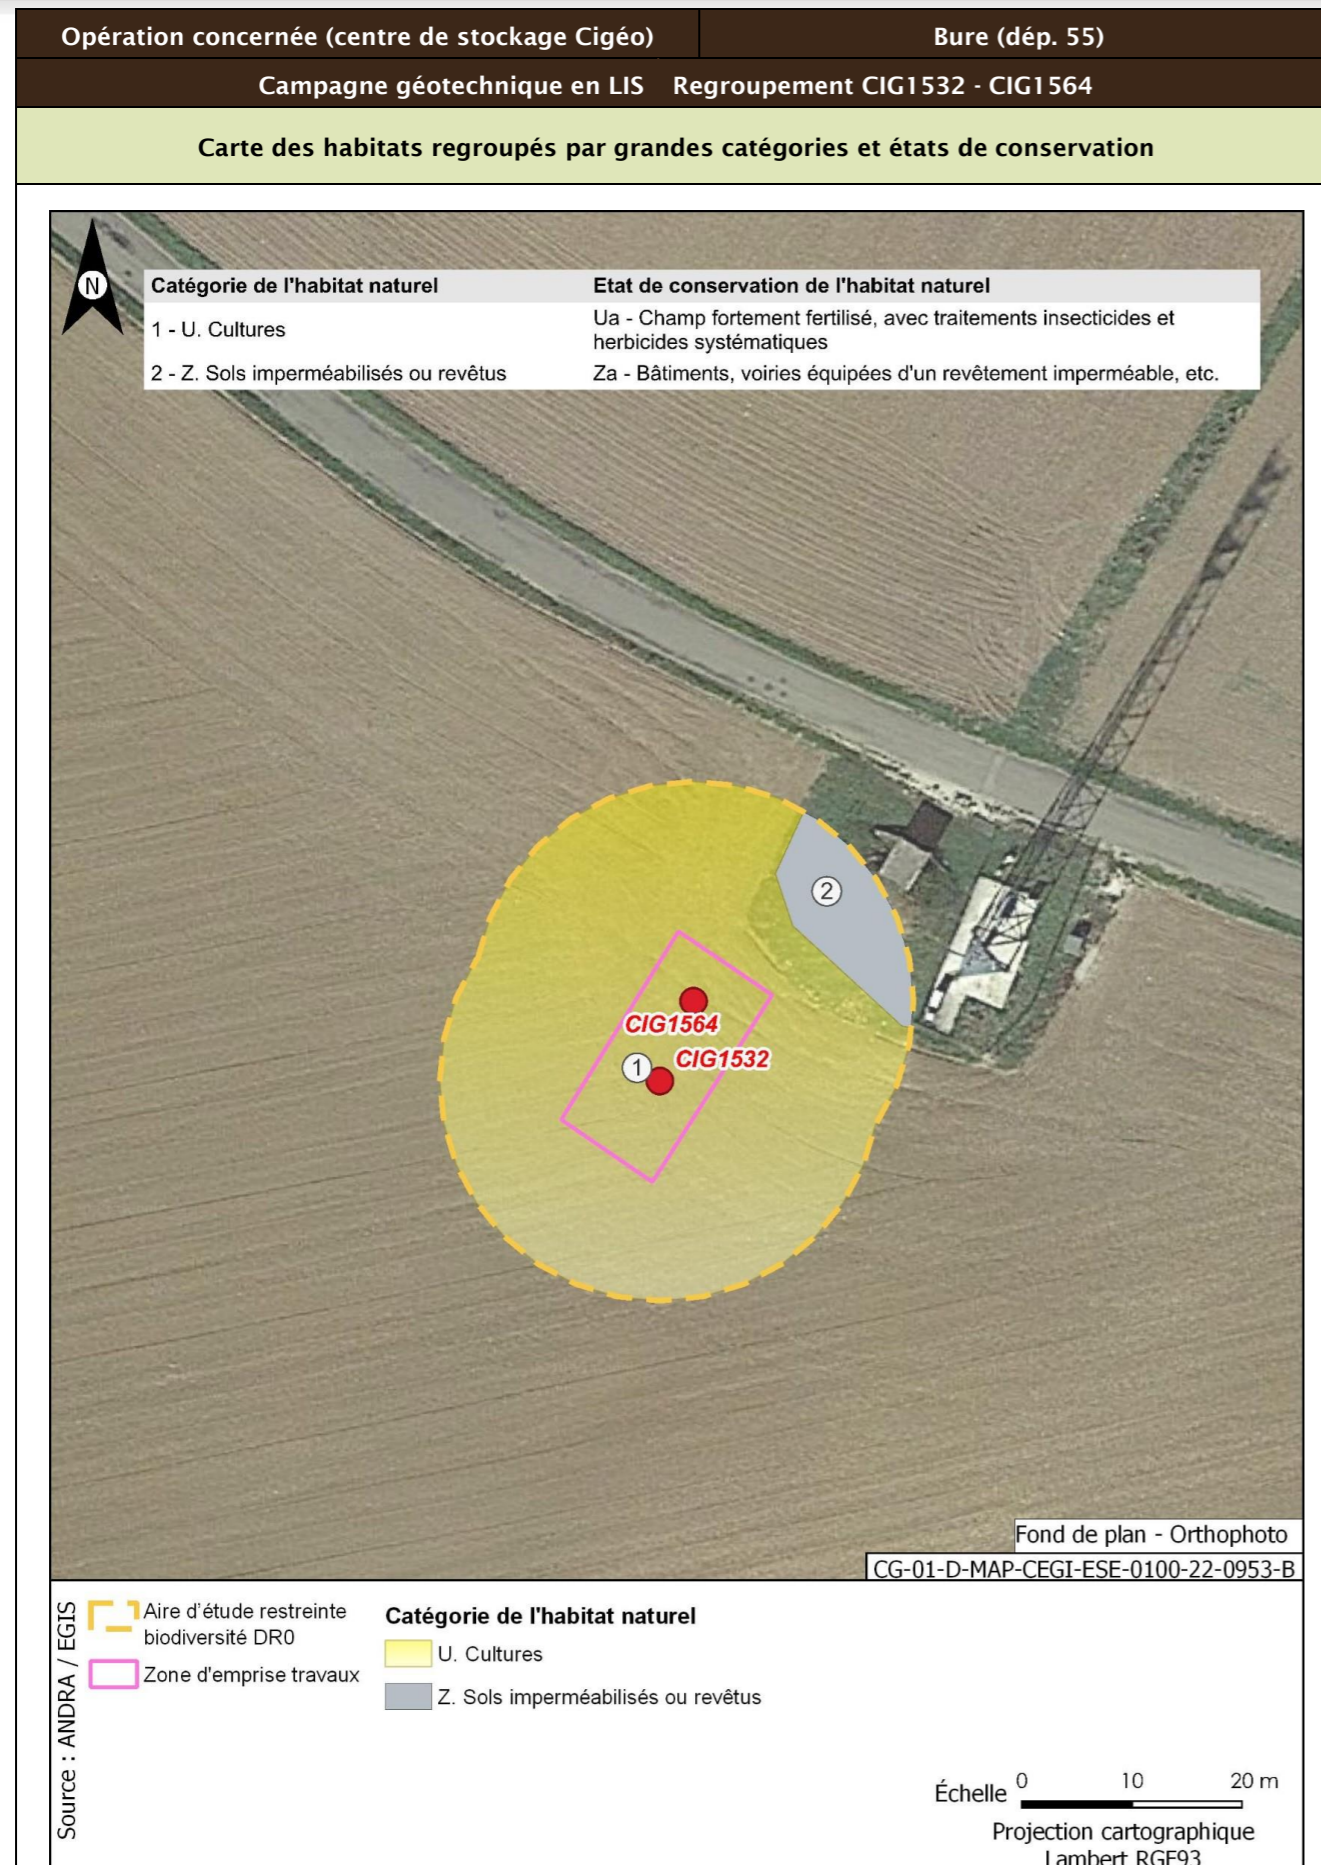 Opération concernée (centre de stockage Cigéo)
Bure (dép. 55)
Campagne géotechnique en LIS Regroupement CIG1532 - CIG1564
Carte des habitats regroupés par grandes catégories et états de conservation
N
Catégorie de l'habitat naturel
Etat de conservation de l'habitat naturel
1 - U. Cultures
Ua - Champ fortement fertilisé, avec traitements insecticides et
herbicides systématiques
2 - Z. Sols imperméabilisés ou revêtus
Za - Bâtiments, voiries équipées d'un revêtement imperméable, etc.
2
CIG1564
1
CIG1532
Fond de plan - Orthophoto
CG-01-D-MAP-CEGI-ESE-0100-22-0953-B
Source : ANDRA / EGIS
Aire d'étude restreinte
biodiversité DR0
Zone d'emprise travaux
Catégorie de l'habitat naturel
U. Cultures
Z. Sols imperméabilisés ou revêtus
Échelle 0 10 20 m
Projection cartographique
Lambert RGF93